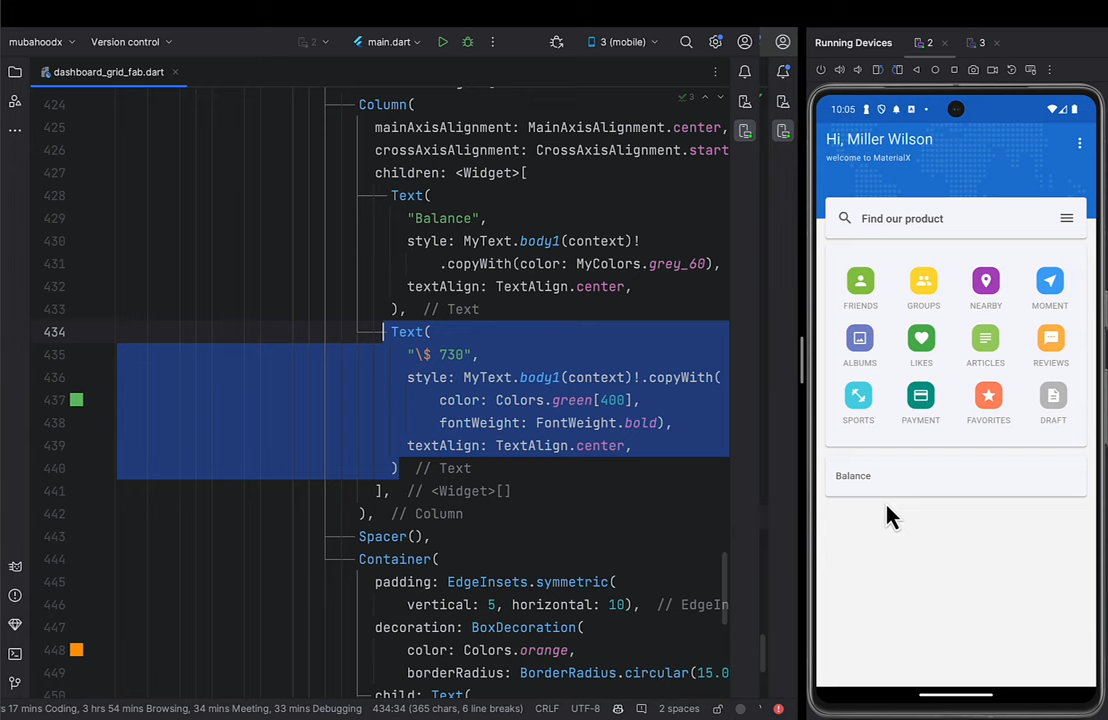 mubahoodx
Version control
2
main.dart
3 (mobile)
Running Devices
2
3
dashboard_grid_fab.dart
3
424 Column(
425 mainAxisAlignment: MainAxisAlignment.center,
426 crossAxisAlignment: CrossAxisAlignment.start
427 children: <Widget>[
428 Text(
429 "Balance",
430 style: MyText.body1(context)!
431 .copyWith(color: MyColors.grey_60),
432 textAlign: TextAlign.center,
433 ), // Text
434 Text(
435 "\$ 730",
436 style: MyText.body1(context)!.copyWith(
437 color: Colors.green[400],
438 fontWeight: FontWeight.bold),
439 textAlign: TextAlign.center,
440 ) // Text
441 ], // <Widget>[]
442 ), // Column
443 Spacer(),
444 Container(
445 padding: EdgeInsets.symmetric(
446 vertical: 5, horizontal: 10), // EdgeIn
447 decoration: BoxDecoration(
448 color: Colors.orange,
449 borderRadius: BorderRadius.circular(15.0
450 child: Text(
s 17 mins Coding, 3 hrs 54 mins Browsing, 34 mins Meeting, 33 mins Debugging
434:34 (365 chars, 6 line breaks)
CRLF
UTF-8
2 spaces
10:05
Hi, Miller Wilson
welcome to MaterialX
Find our product
FRIENDS GROUPS NEARBY MOMENT
ALBUMS LIKES ARTICLES REVIEWS
SPORTS PAYMENT FAVORITES DRAFT
Balance